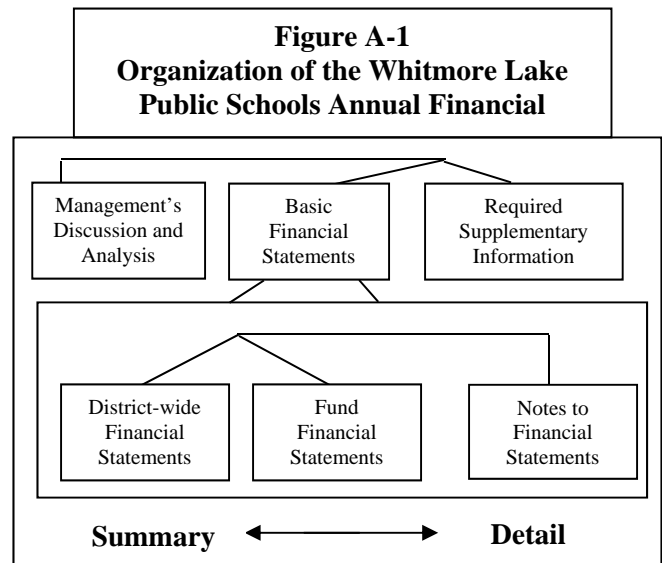 Figure A-1
Organization of the Whitmore Lake
Public Schools Annual Financial
Management's
Discussion and
Analysis
Basic
Financial
Statements
Required
Supplementary
Information
District-wide
Financial
Statements
Fund
Financial
Statements
Notes to
Financial
Statements
Summary
Detail